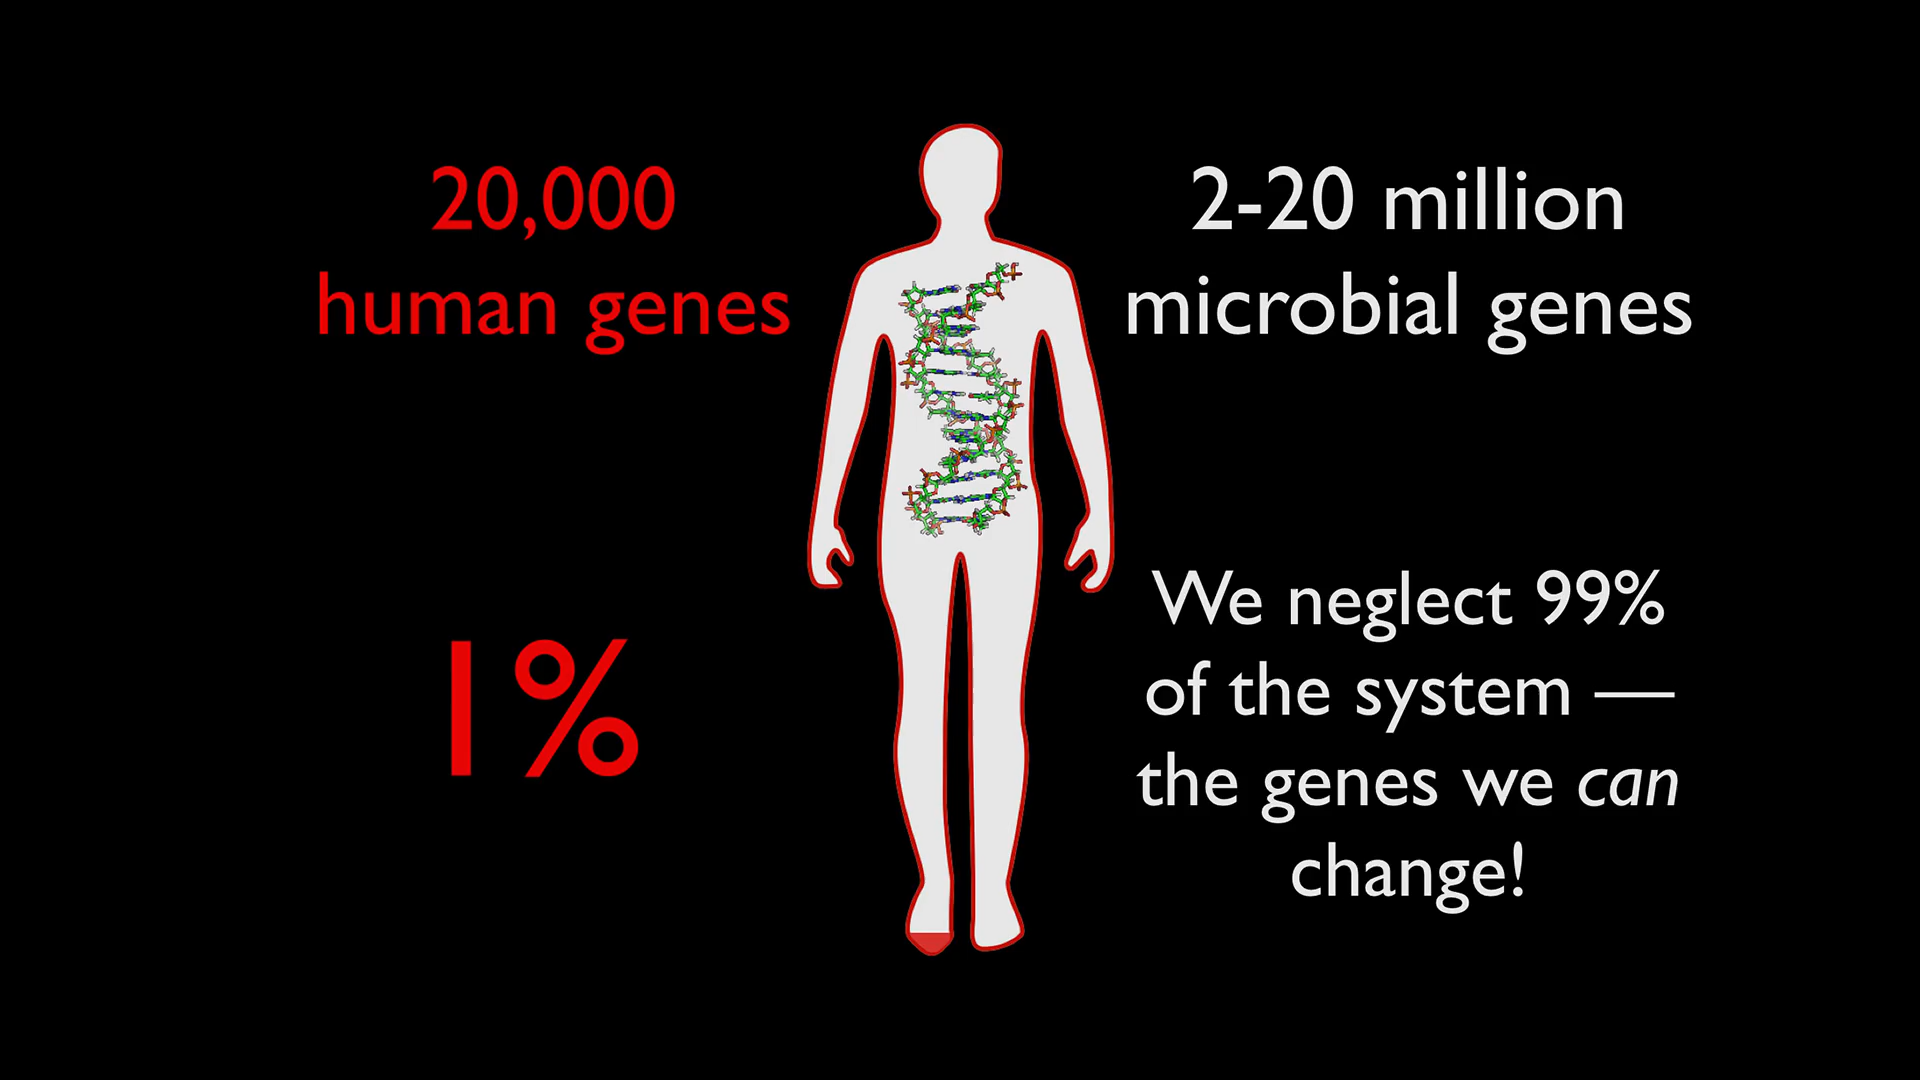 20,000
human genes
2-20 million
microbial genes
1%
We neglect 99%
of the system —
the genes we can
change!